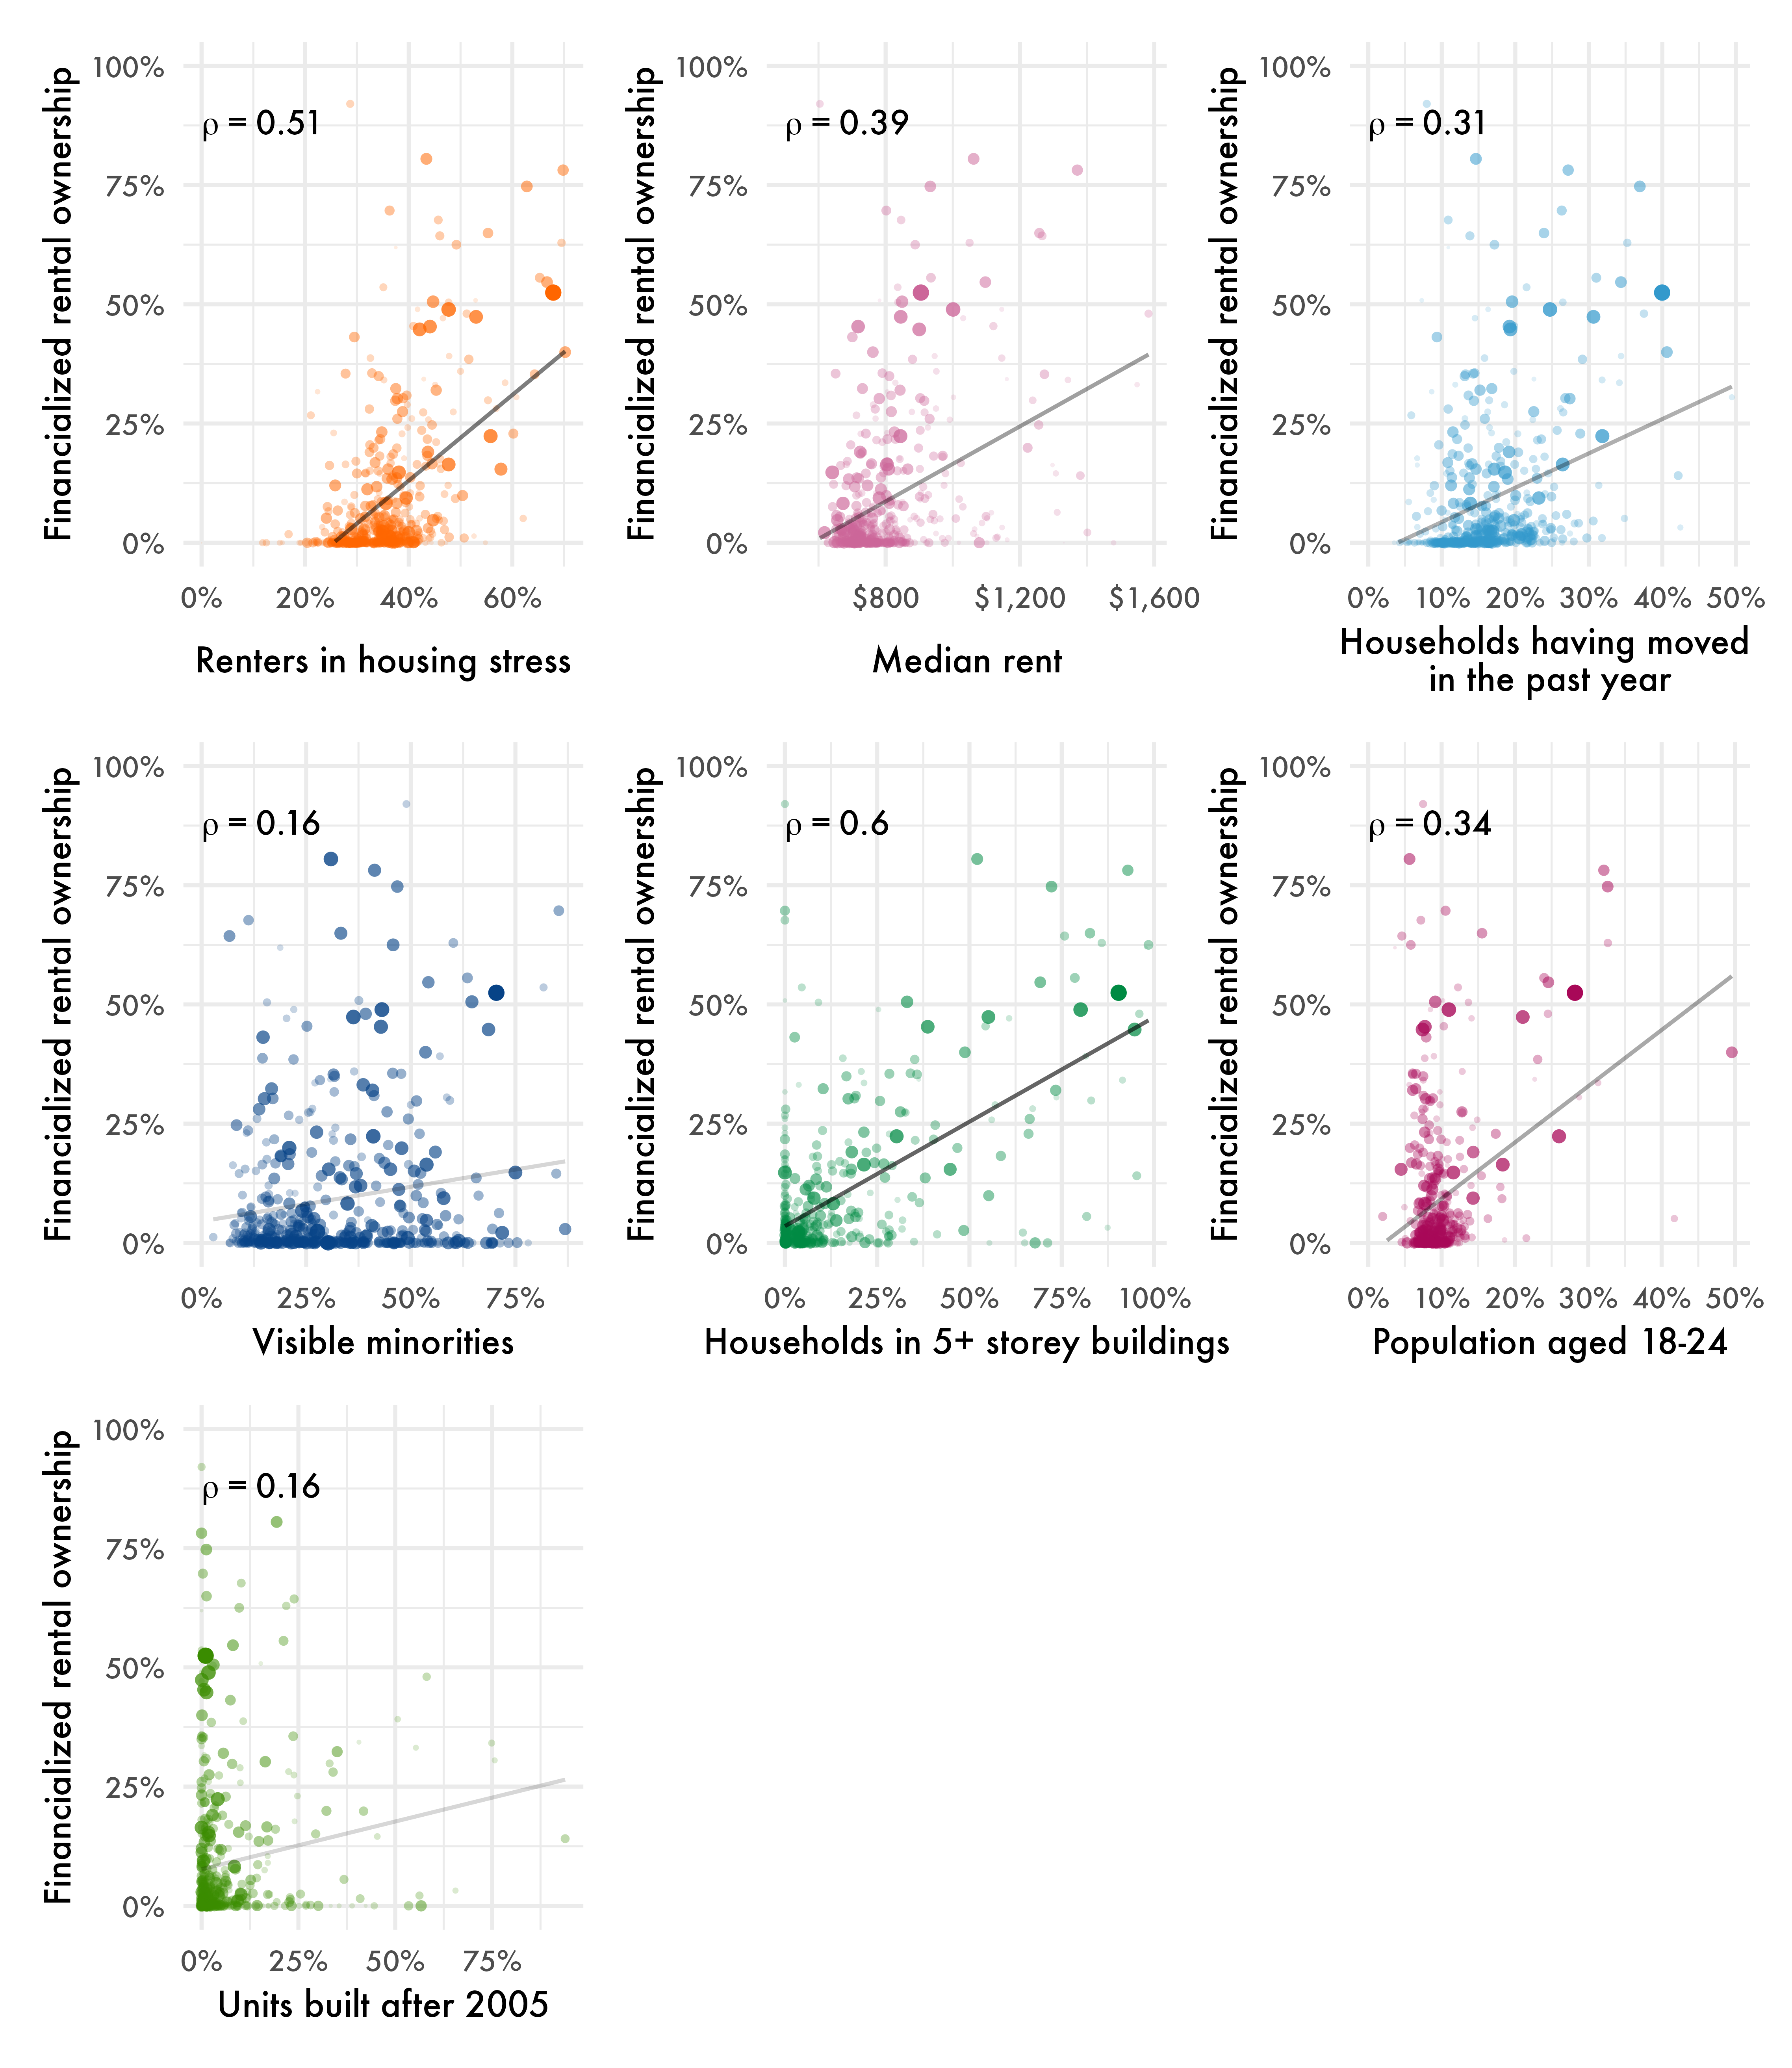 Financialized rental ownership
100%
75%
50%
25%
0%
ρ = 0.51
0% 20% 40% 60%
Renters in housing stress
Financialized rental ownership
100%
75%
50%
25%
0%
ρ = 0.39
$800 $1,200 $1,600
Median rent
Financialized rental ownership
100%
75%
50%
25%
0%
ρ = 0.31
0% 10% 20% 30% 40% 50%
Households having moved
in the past year
Financialized rental ownership
100%
75%
50%
25%
0%
ρ = 0.16
0% 25% 50% 75%
Visible minorities
Financialized rental ownership
100%
75%
50%
25%
0%
ρ = 0.6
0% 25% 50% 75% 100%
Households in 5+ storey buildings
Financialized rental ownership
100%
75%
50%
25%
0%
ρ = 0.34
0% 10% 20% 30% 40% 50%
Population aged 18-24
Financialized rental ownership
100%
75%
50%
25%
0%
ρ = 0.16
0% 25% 50% 75%
Units built after 2005